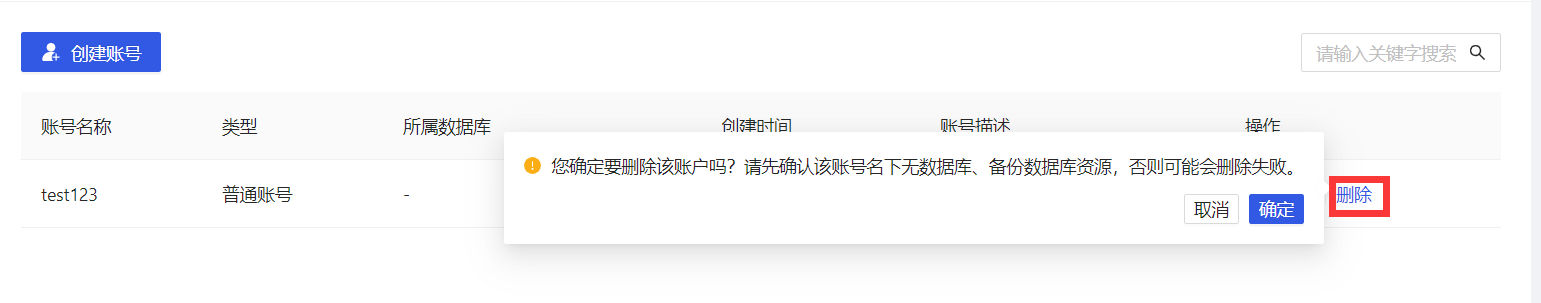 创建账号
请输入关键字搜索
账号名称 类型 所属数据库 创建时间 账号描述 操作
您确定要删除该账户吗？请先确认该账号名下无数据库、备份数据库资源，否则可能会删除失败。
test123 普通账号 - 删除
取消 确定